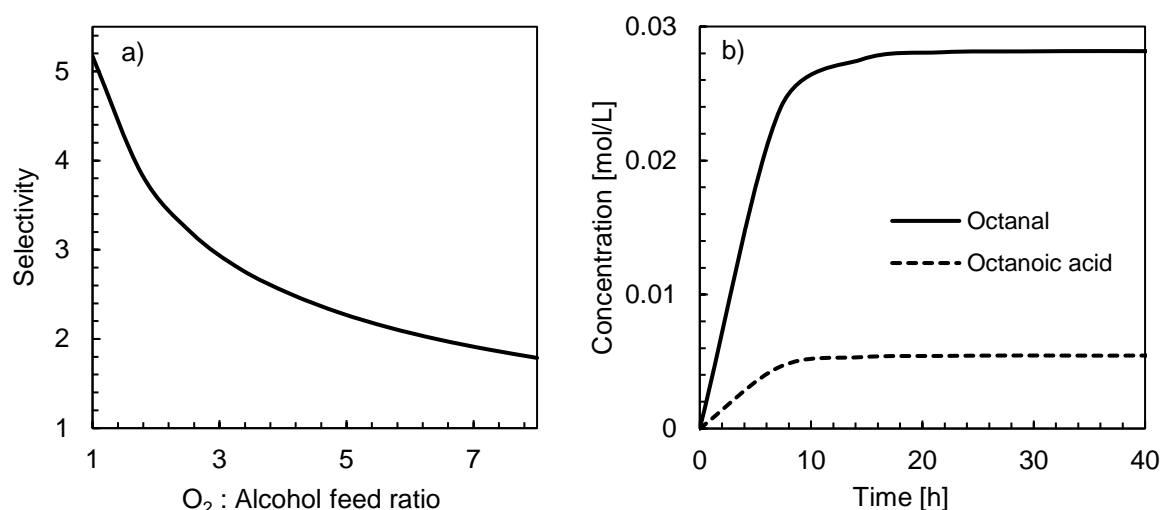 a)
Selectivity
5
4
3
2
1
1 3 5 7
O₂ : Alcohol feed ratio
b)
Concentration [mol/L]
0.03
0.02
0.01
0
Octanal
Octanoic acid
0 10 20 30 40
Time [h]